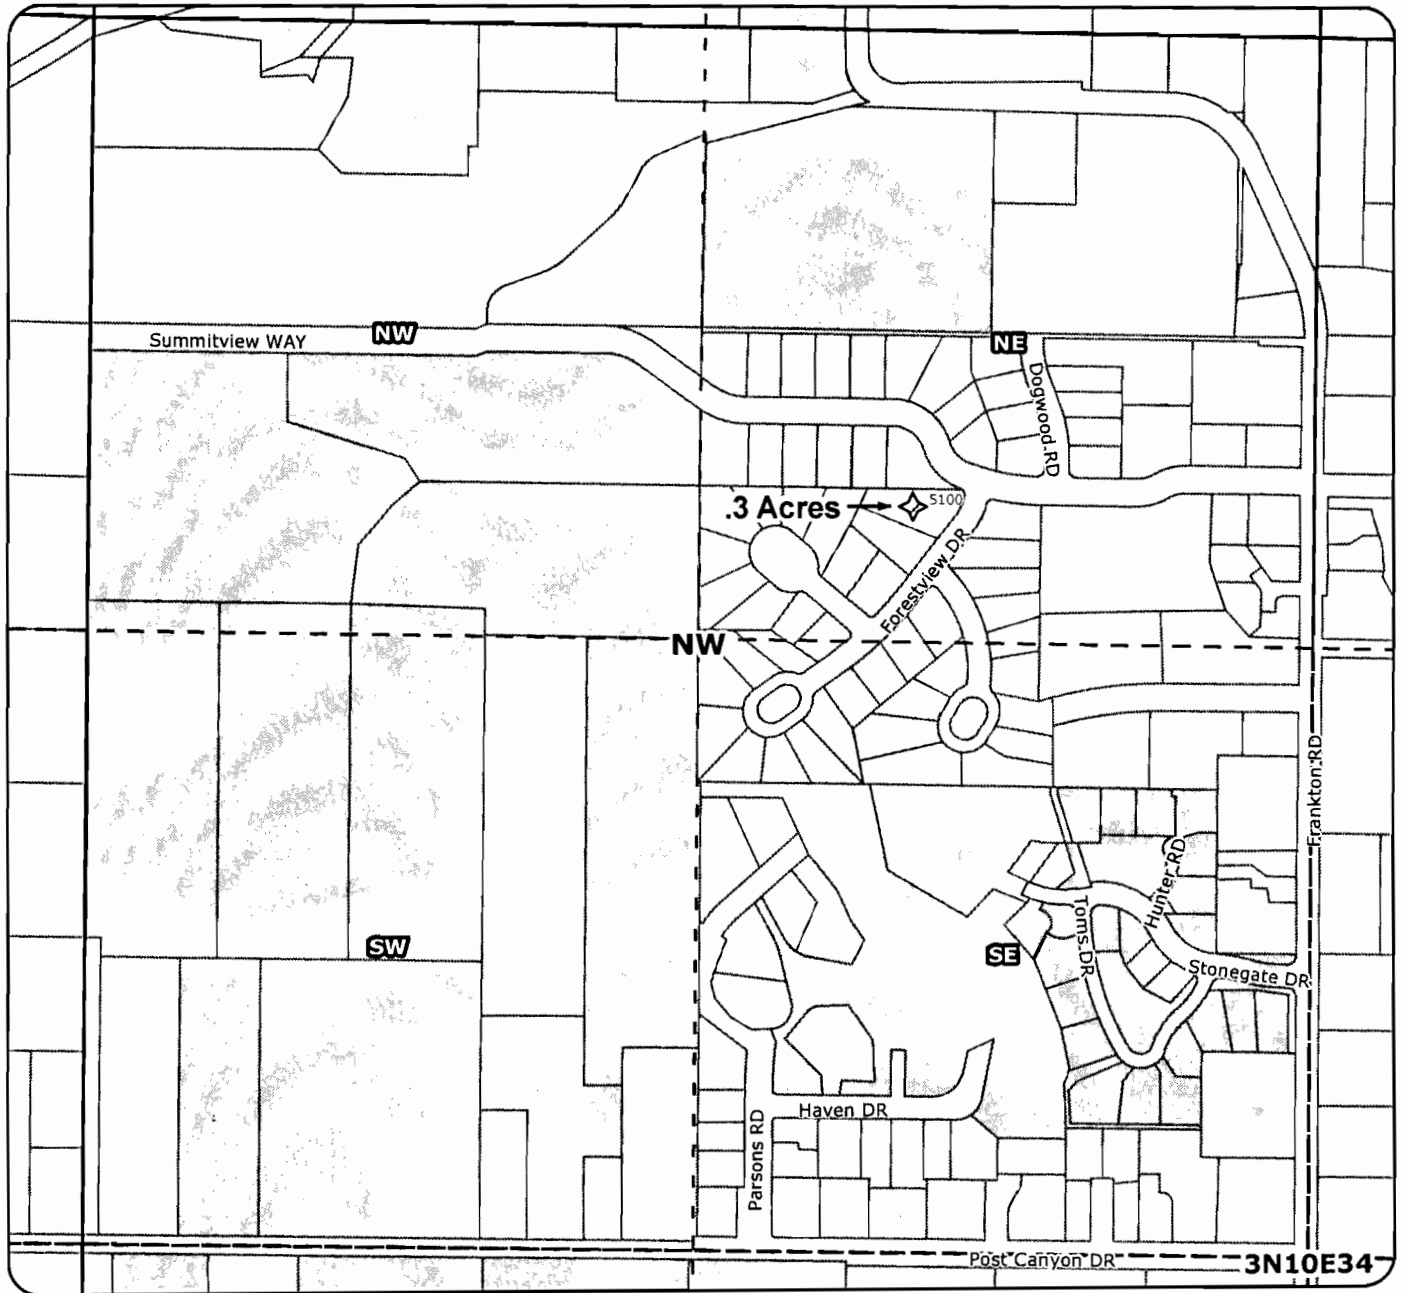 Summitview WAY
NW
NE
Dogwood RD
.3 Acres
5100
Forestview DR
NW
Frankton RD
Hunter RD
SW
Toms DR
SE
Stonegate DR
Haven DR
Parsons RD
Post Canyon DR
3N10E34